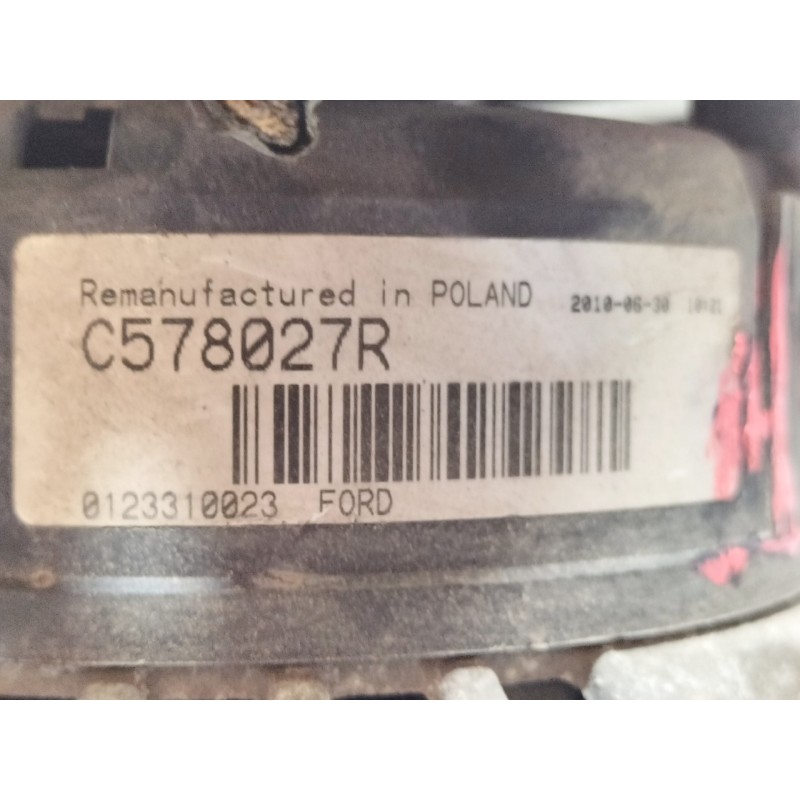 Remanufactured in POLAND 2010-06-30
C578027R
0123310023 FORD